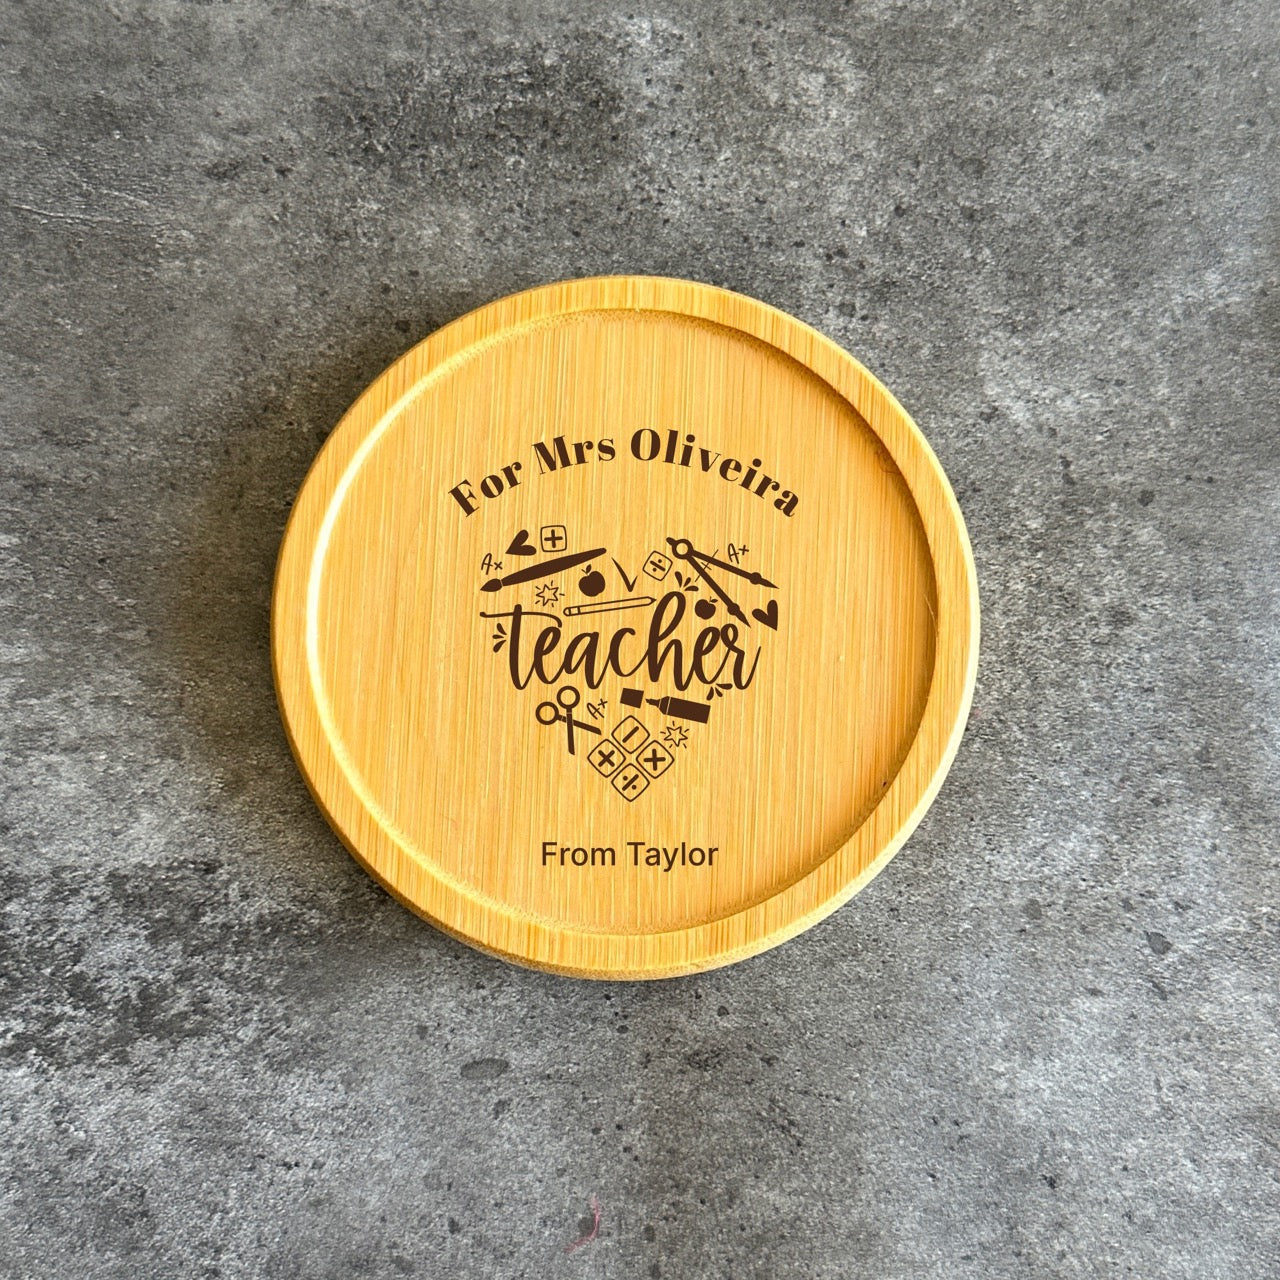 For Mrs Oliveira
A+
A+
teacher
A+
From Taylor